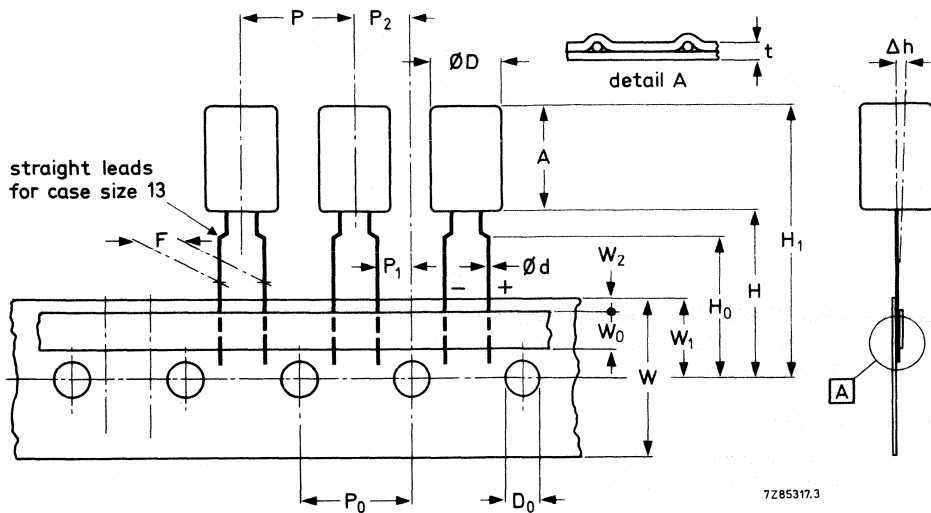 P P₂
ØD
t
detail A
Δh
straight leads
for case size 13
A
F
P₁
Ød
- +
W₂
W₀
W₁
W
H₀
H
H₁
A
P₀
D₀
7Z85317.3